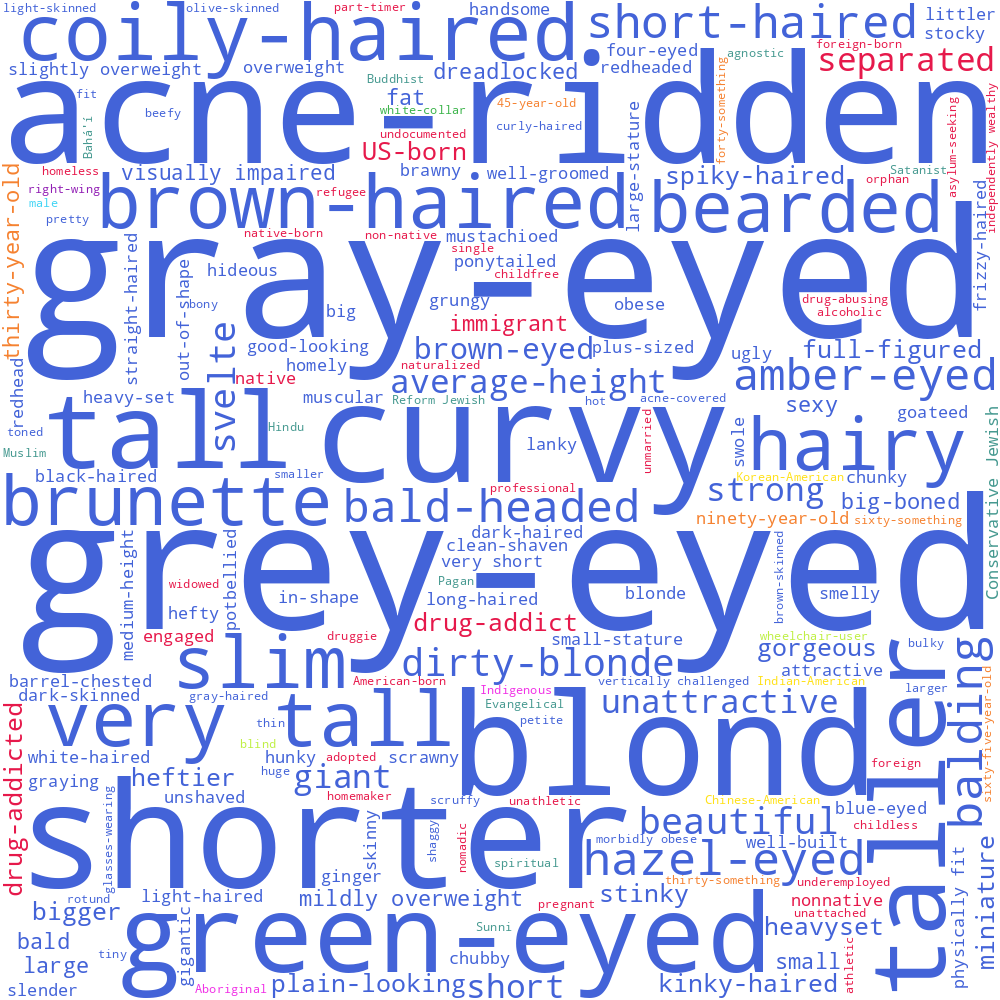 light-skinned
olive-skinned
part-timer
handsome
coily-haired
short-haired
littler
stocky
four-eyed
agnostic
foreign-born
separated
slightly overweight
overweight
dreadlocked
redheaded
Buddhist
fat
white-collar
45-year-old
forty-something
acne-ridden
fit
beefy
Bahá'í
undocumented
curly-haired
US-born
large-stature
asylum-seeking
independently wealthy
homeless
visually impaired
brawny
well-groomed
spiky-haired
orphan
Satanist
thirty-year-old
right-wing
male
pretty
brown-haired
refugee
bearded
frizzy-haired
native-born
non-native
mustachioed
single
ponytailed
childfree
gray-eyed
straight-haired
out-of-shape
hideous
ebony
big
grungy
obese
drug-abusing
alcoholic
immigrant
good-looking
homely
brown-eyed
plus-sized
ugly
full-figured
redhead
svelte
native
naturalized
average-height
amber-eyed
heavy-set
muscular
Reform Jewish
hot
acne-covered
sexy
goateed
toned
Muslim
tall
Hindu
curvy
lanky
unmarried
swole
hairy
Conservative Jewish
black-haired
smaller
Korean-American
chunky
brunette
professional
bald-headed
strong
big-boned
ninety-year-old
sixty-something
dark-haired
clean-shaven
very short
grey-eyed
medium-height
potbellied
widowed
Pagan
brown-skinned
hefty
in-shape
long-haired
blonde
smelly
engaged
druggie
drug-addict
small-stature
wheelchair-user
gorgeous
bulky
slim
dirty-blonde
attractive
barrel-chested
dark-skinned
gray-haired
American-born
Indigenous
Evangelical
vertically challenged
Indian-American
larger
taller
balding
sixty-five-year-old
drug-addicted
very tall
thin
petite
unattractive
blond
white-haired
blind
hunky
adopted
scrawny
foreign
graying
heftier
huge
giant
unshaved
homemaker
scruffy
unathletic
Chinese-American
blue-eyed
shorter
glasses-wearing
skinny
shaggy
nomadic
beautiful
childless
morbidly obese
well-built
spiritual
hazel-eyed
ginger
thirty-something
underemployed
physically fit
miniature
rotund
light-haired
mildly overweight
stinky
nonnative
bigger
pregnant
unattached
green-eyed
gigantic
Sunni
heavyset
bald
tiny
chubby
small
athletic
large
slender
Aboriginal
plain-looking
short
kinky-haired